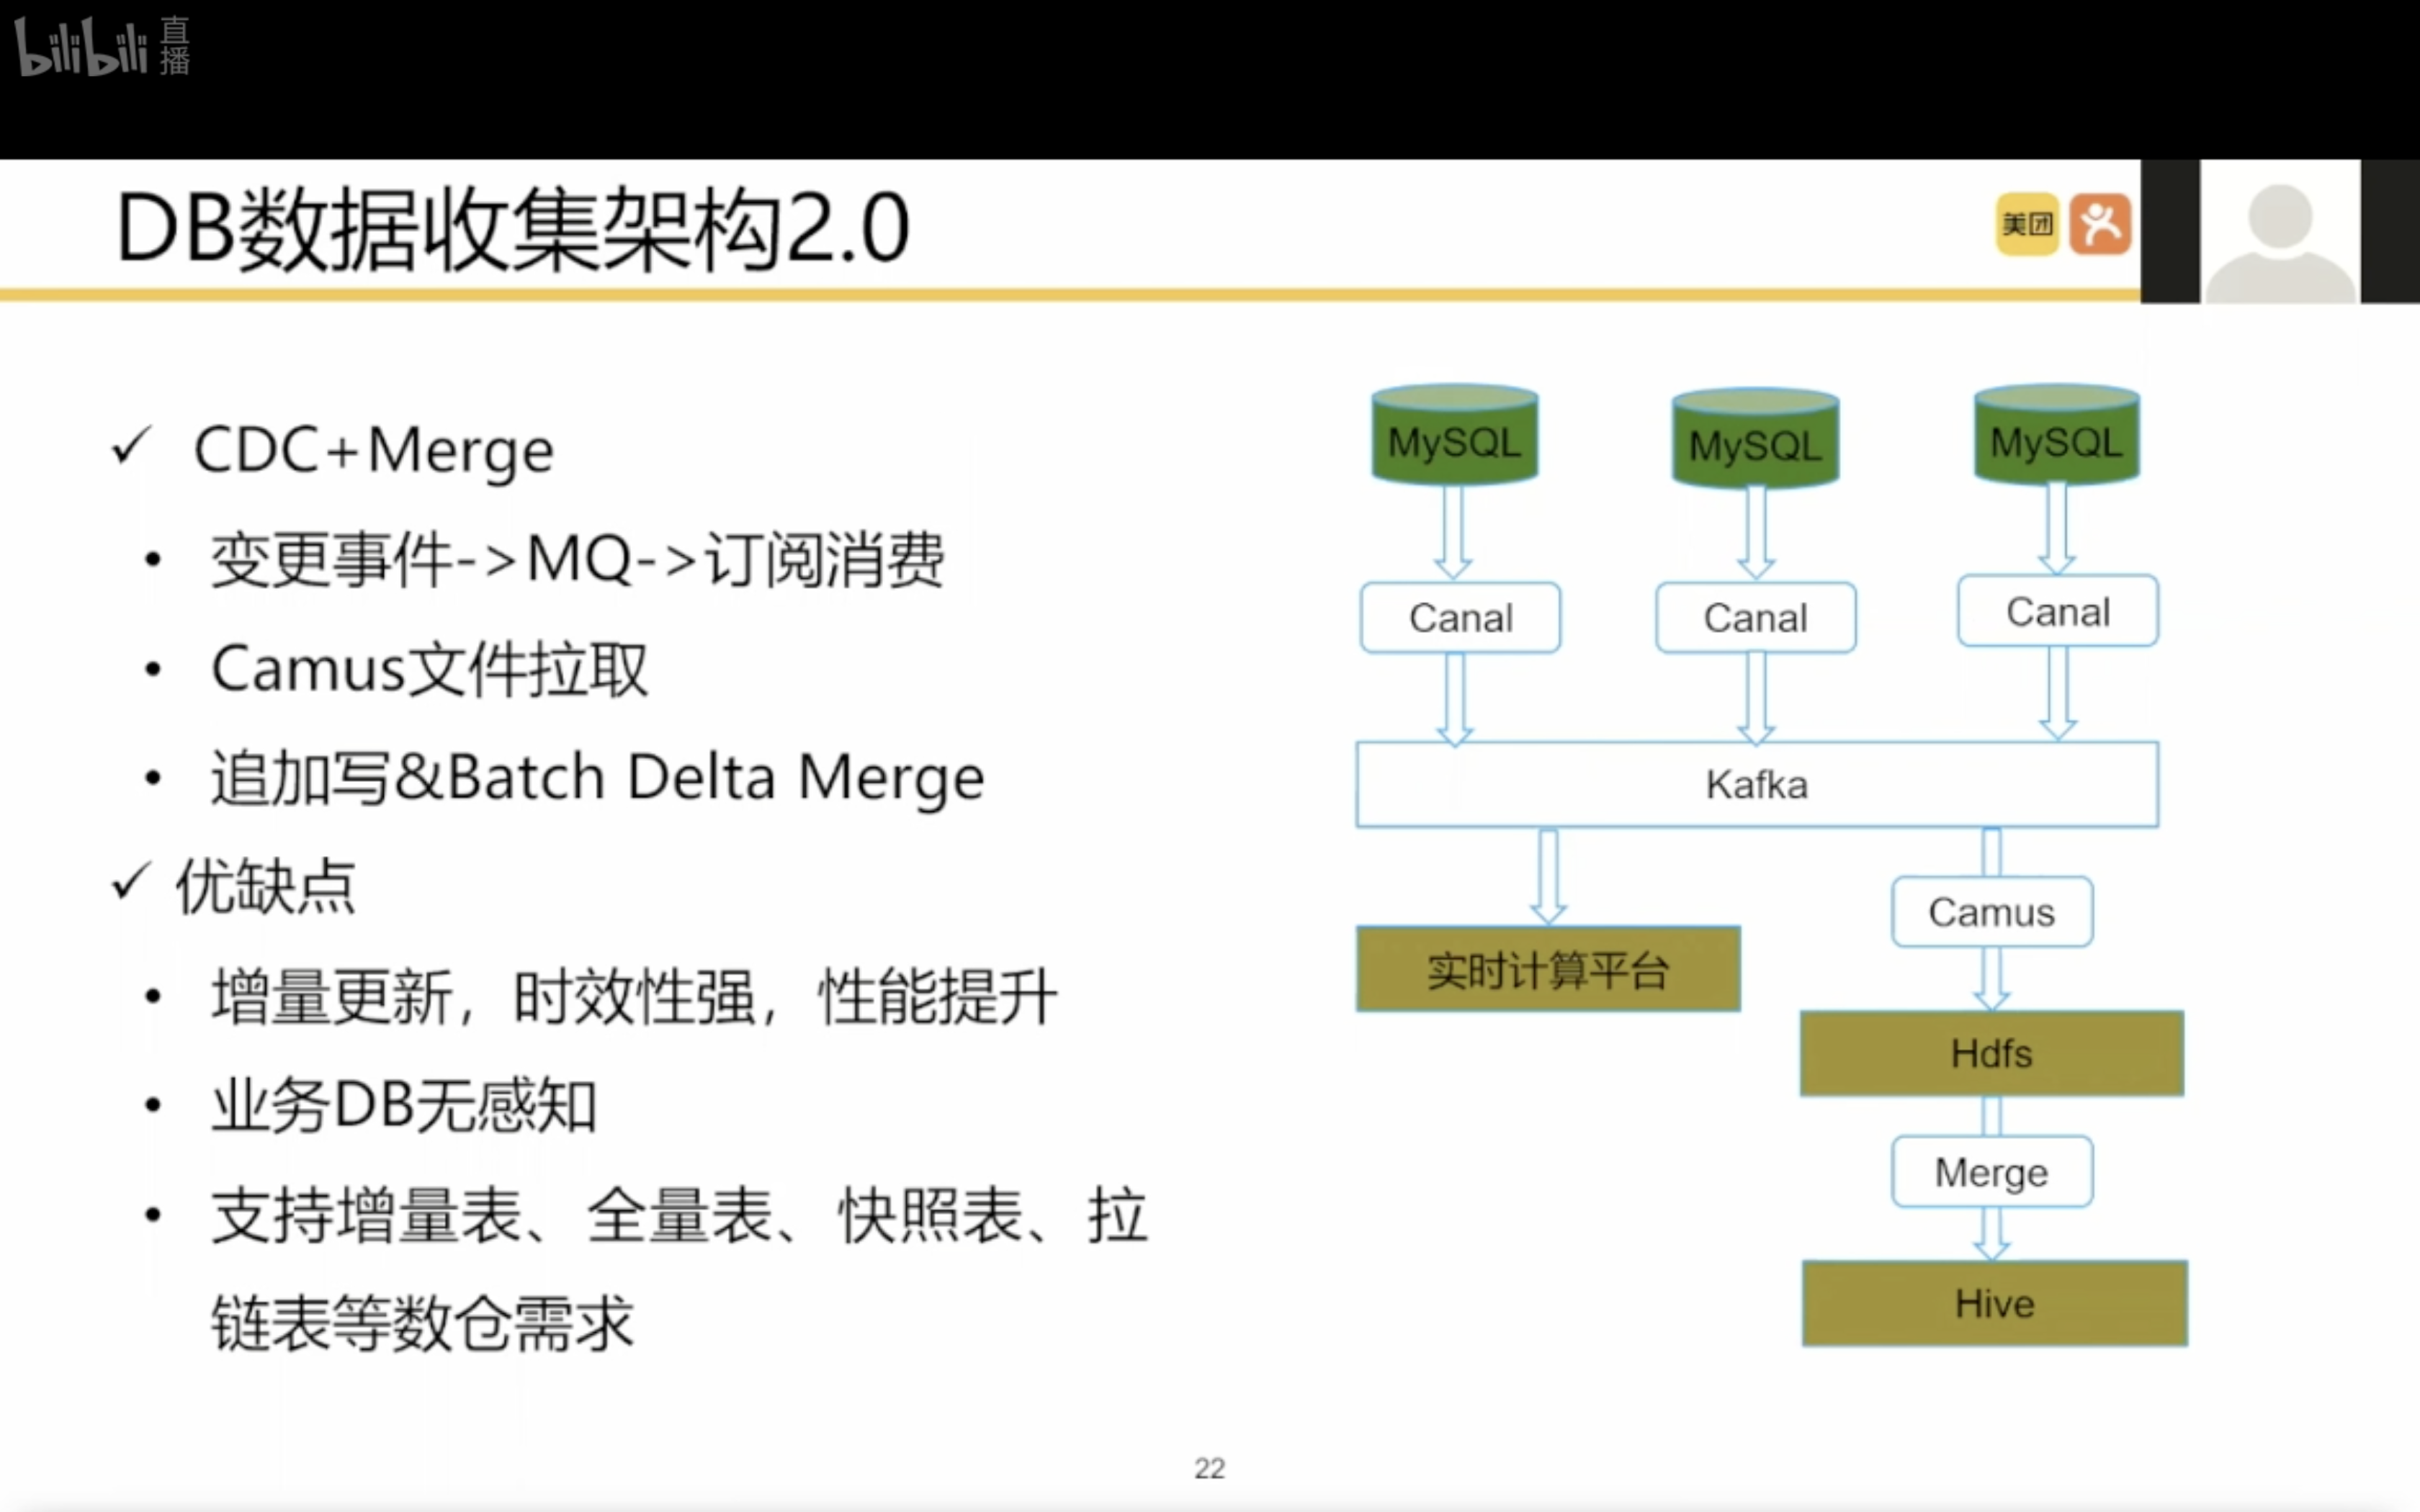 bilibili 直播
DB数据收集架构2.0
美团
✓ CDC+Merge
• 变更事件->MQ->订阅消费
• Camus文件拉取
• 追加写&Batch Delta Merge
✓ 优缺点
• 增量更新，时效性强，性能提升
• 业务DB无感知
• 支持增量表、全量表、快照表、拉
链表等数仓需求
MySQL MySQL MySQL
Canal Canal Canal
Kafka
实时计算平台
Camus
Hdfs
Merge
Hive
22